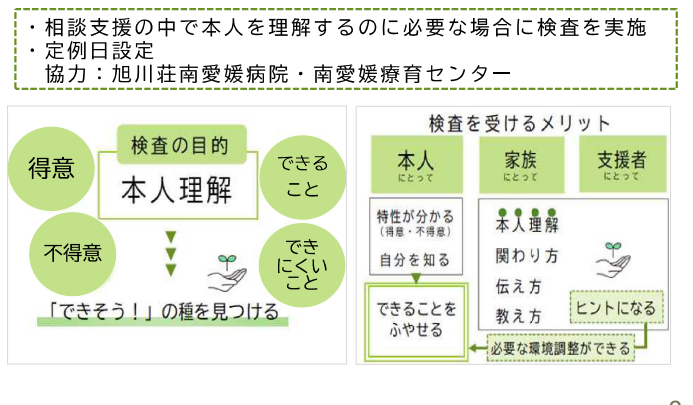 ・相談支援の中で本人を理解するのに必要な場合に検査を実施
・定例日設定
協力：旭川荘南愛媛病院・南愛媛療育センター
検査の目的
本人理解
得意
不得意
できる
こと
でき
にくい
こと
「できそう！」の種を見つける
検査を受けるメリット
本人
にとって
家族
にとって
支援者
にとって
特性が分かる
（得意・不得意）
自分を知る
できることを
ふやせる
本人理解
関わり方
伝え方
教え方
ヒントになる
必要な環境調整ができる